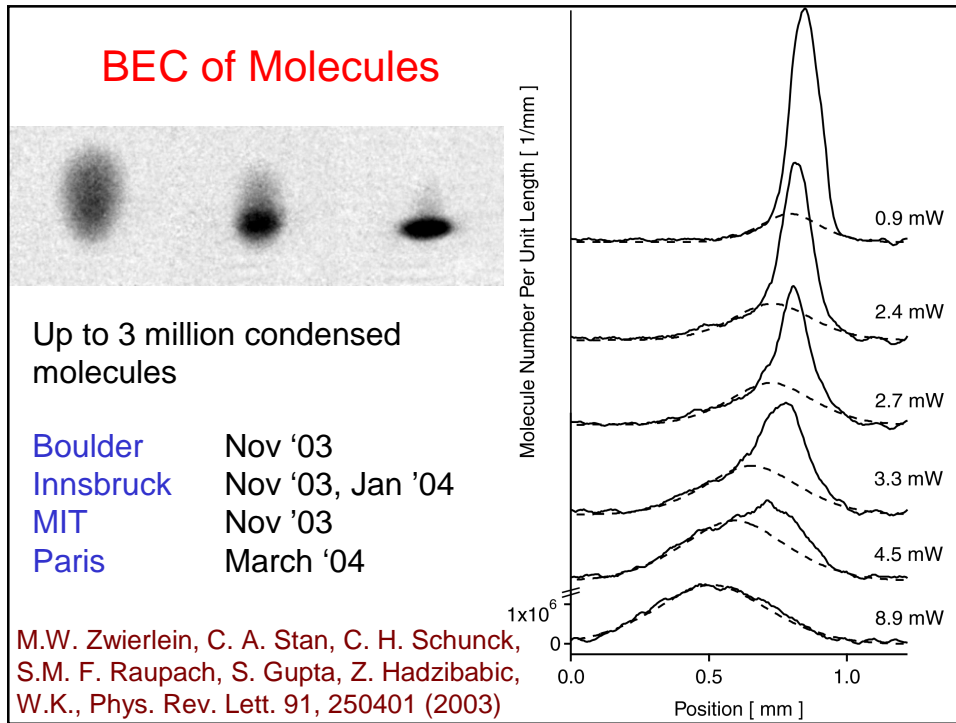 BEC of Molecules
Up to 3 million condensed
molecules
Boulder Nov ‘03
Innsbruck Nov ‘03, Jan ’04
MIT Nov ‘03
Paris March ‘04
M.W. Zwierlein, C. A. Stan, C. H. Schunck,
S.M. F. Raupach, S. Gupta, Z. Hadzibabic,
W.K., Phys. Rev. Lett. 91, 250401 (2003)
Molecule Number Per Unit Length [ 1/mm ]
0.9 mW
2.4 mW
2.7 mW
3.3 mW
4.5 mW
8.9 mW
1x10⁶
0
0.0 0.5 1.0
Position [ mm ]